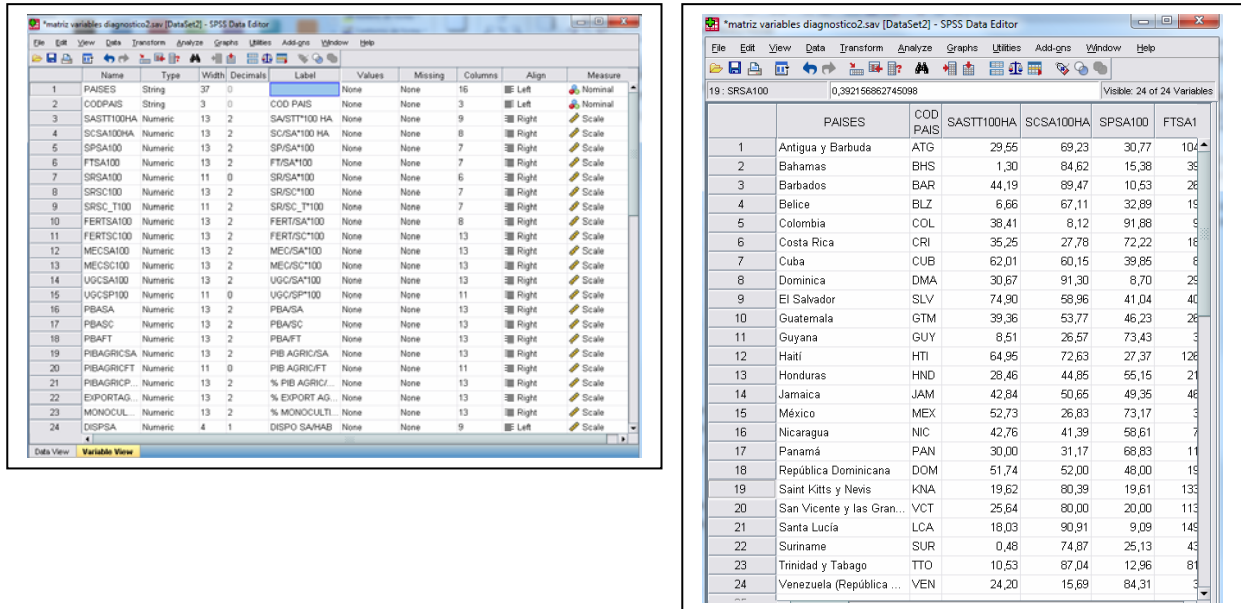 *matriz variables diagnostico2.sav [DataSet2] - SPSS Data Editor
File Edit View Data Transform Analyze Graphs Utilities Add-ons Window Help
Name Type Width Decimals Label Values Missing Columns Align Measure
1 PAISES String 37 0 None None 16 Left Nominal
2 CODPAIS String 3 0 COD PAIS None None 3 Left Nominal
3 SASTT100HA Numeric 13 2 SA/STT*100 HA None None 9 Right Scale
4 SCSA100HA Numeric 13 2 SC/SA*100 HA None None 8 Right Scale
5 SPSA100 Numeric 13 2 SP/SA*100 None None 7 Right Scale
6 FTSA100 Numeric 13 2 FT/SA*100 None None 7 Right Scale
7 SRSA100 Numeric 11 0 SR/SA*100 None None 6 Right Scale
8 SRSC100 Numeric 13 2 SR/SC*100 None None 7 Right Scale
9 SRSC_T100 Numeric 11 2 SR/SC_T*100 None None 7 Right Scale
10 FERTSA100 Numeric 13 2 FERT/SA*100 None None 8 Right Scale
11 FERTSC100 Numeric 13 2 FERT/SC*100 None None 13 Right Scale
12 MECSA100 Numeric 13 2 MEC/SA*100 None None 13 Right Scale
13 MECSC100 Numeric 13 2 MEC/SC*100 None None 13 Right Scale
14 UGCSA100 Numeric 13 2 UGC/SA*100 None None 13 Right Scale
15 UGCSP100 Numeric 11 0 UGC/SP*100 None None 11 Right Scale
16 PBASA Numeric 13 2 PBA/SA None None 13 Right Scale
17 PBASC Numeric 13 2 PBA/SC None None 13 Right Scale
18 PBAFT Numeric 13 2 PBA/FT None None 13 Right Scale
19 PIBAGRICSA Numeric 13 2 PIB AGRIC/SA None None 13 Right Scale
20 PIBAGRICFT Numeric 11 0 PIB AGRIC/FT None None 11 Right Scale
21 PIBAGRICP... Numeric 13 2 % PIB AGRIC/... None None 13 Right Scale
22 EXPORTAG... Numeric 13 2 % EXPORT AG... None None 13 Right Scale
23 MONOCUL... Numeric 13 2 % MONOCULTI... None None 13 Right Scale
24 DISPSA Numeric 4 1 DISPO SA/HAB None None 9 Left Scale
Data View Variable View
*matriz variables diagnostico2.sav [DataSet2] - SPSS Data Editor
File Edit View Data Transform Analyze Graphs Utilities Add-ons Window Help
19 : SRSA100 0,392156862745098 Visible: 24 of 24 Variables
PAISES COD PAIS SASTT100HA SCSA100HA SPSA100 FTSA1
1 Antigua y Barbuda ATG 29,55 69,23 30,77 104
2 Bahamas BHS 1,30 84,62 15,38 39
3 Barbados BAR 44,19 89,47 10,53 26
4 Belice BLZ 6,66 67,11 32,89 19
5 Colombia COL 38,41 8,12 91,88 9
6 Costa Rica CRI 35,25 27,78 72,22 18
7 Cuba CUB 62,01 60,15 39,85 8
8 Dominica DMA 30,67 91,30 8,70 29
9 El Salvador SLV 74,90 58,96 41,04 40
10 Guatemala GTM 39,36 53,77 46,23 26
11 Guyana GUY 8,51 26,57 73,43 3
12 Haití HTI 64,95 72,63 27,37 126
13 Honduras HND 28,46 44,85 55,15 21
14 Jamaica JAM 42,84 50,65 49,35 46
15 México MEX 52,73 26,83 73,17 3
16 Nicaragua NIC 42,76 41,39 58,61 7
17 Panamá PAN 30,00 31,17 68,83 11
18 República Dominicana DOM 51,74 52,00 48,00 19
19 Saint Kitts y Nevis KNA 19,62 80,39 19,61 133
20 San Vicente y las Gran... VCT 25,64 80,00 20,00 113
21 Santa Lucía LCA 18,03 90,91 9,09 149
22 Suriname SUR 0,48 74,87 25,13 43
23 Trinidad y Tabago TTO 10,53 87,04 12,96 81
24 Venezuela (República ... VEN 24,20 15,69 84,31 3